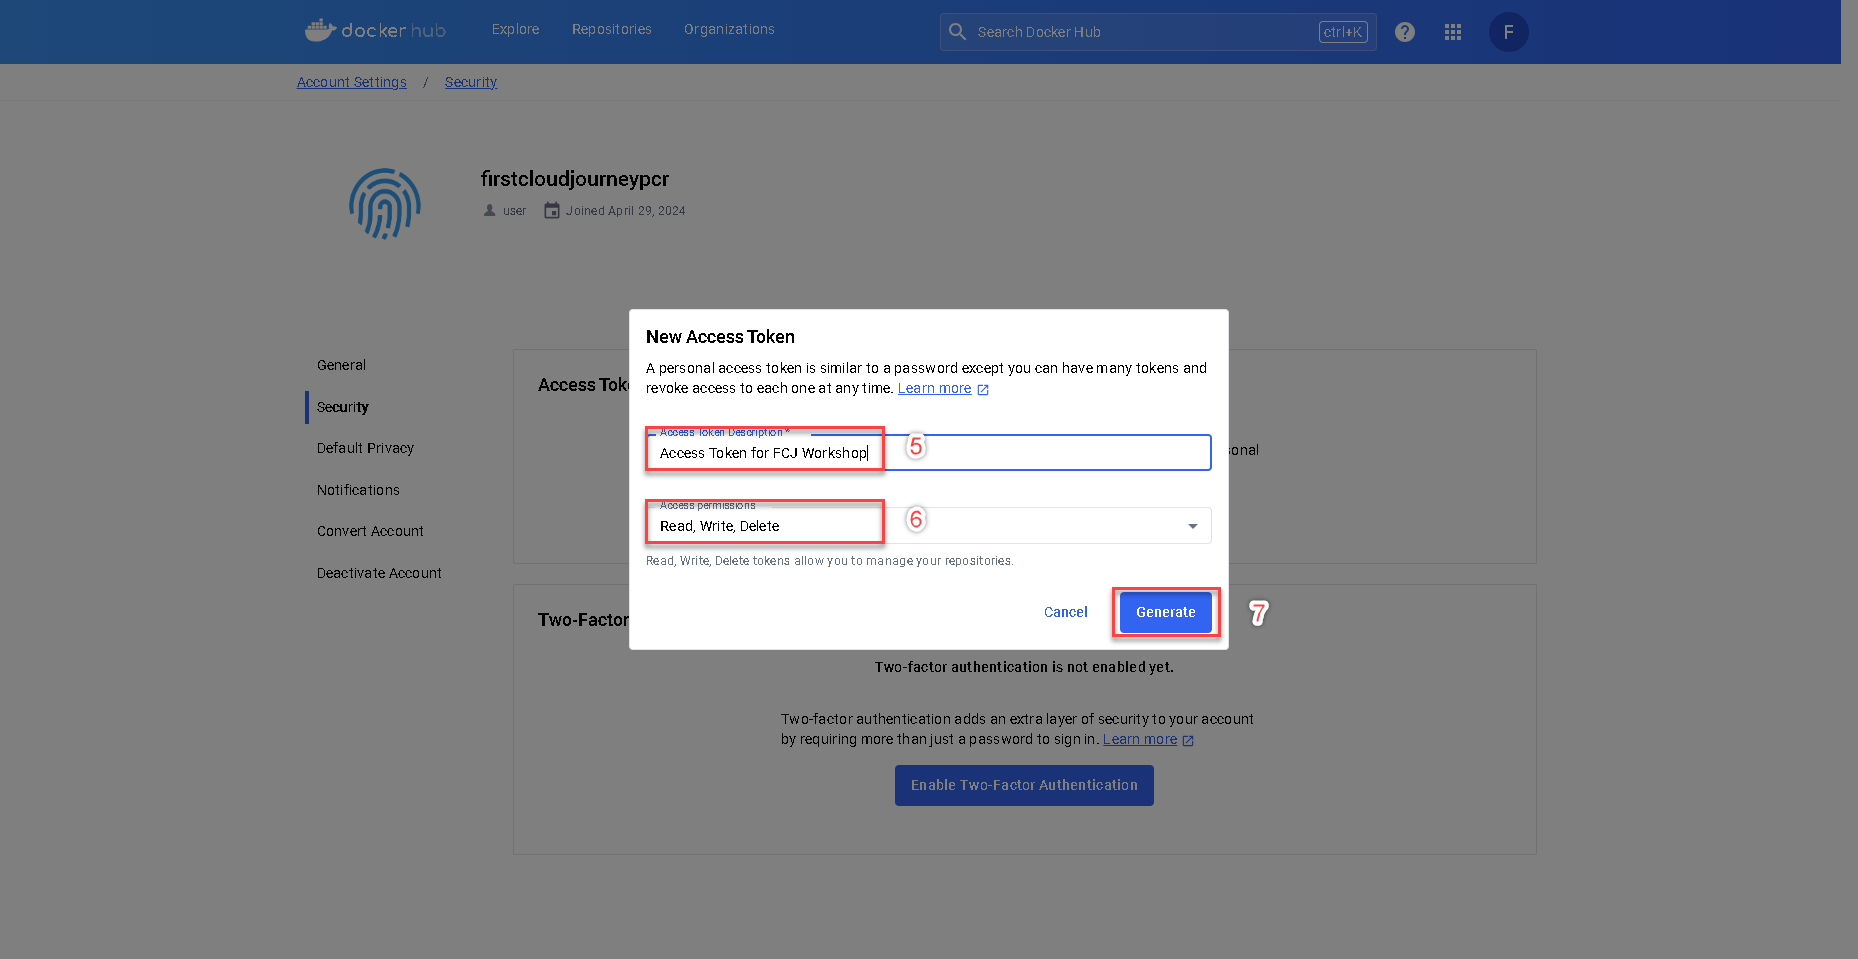 docker hub
Explore
Repositories
Organizations
Search Docker Hub
ctrl+K
?
F
Account Settings / Security
firstcloudjourneypcr
user
Joined April 29, 2024
General
Security
Default Privacy
Notifications
Convert Account
Deactivate Account
Access Tok
onal
New Access Token
A personal access token is similar to a password except you can have many tokens and
revoke access to each one at any time. Learn more
Access Token Description *
Access Token for FCJ Workshop
5
Access permissions
Read, Write, Delete
6
Read, Write, Delete tokens allow you to manage your repositories.
Cancel
Generate
7
Two-Factor
Two-factor authentication is not enabled yet.
Two-factor authentication adds an extra layer of security to your account
by requiring more than just a password to sign in. Learn more
Enable Two-Factor Authentication